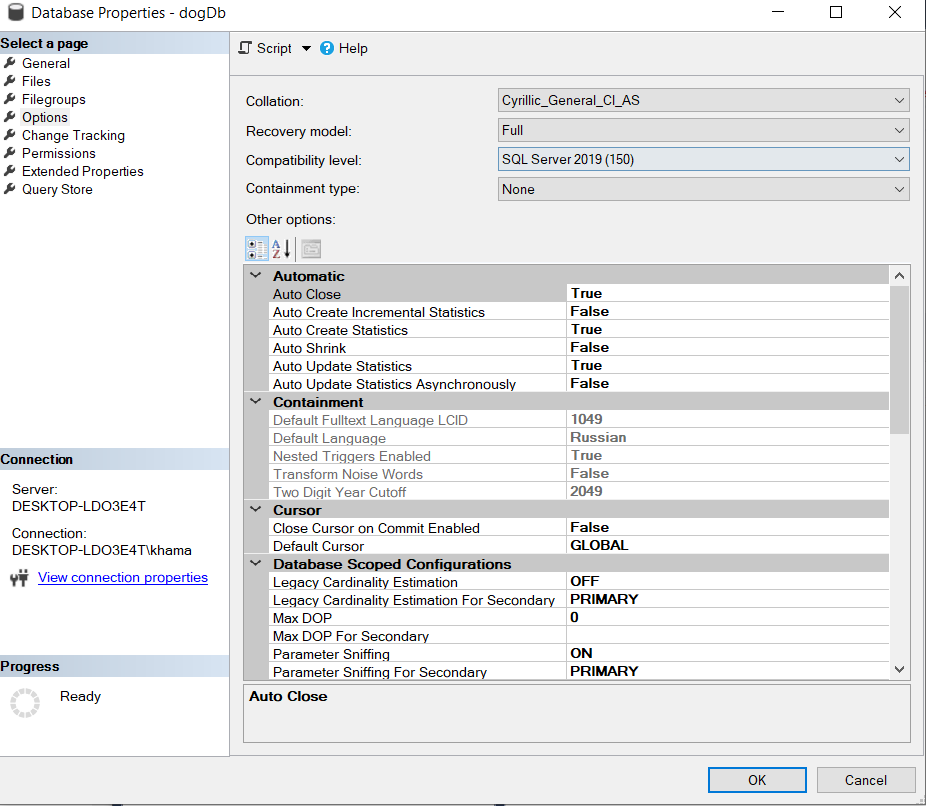 Database Properties - dogDb
Select a page
General
Files
Filegroups
Options
Change Tracking
Permissions
Extended Properties
Query Store
Connection
Server:
DESKTOP-LDO3E4T
Connection:
DESKTOP-LDO3E4T\khama
View connection properties
Progress
Ready
Script Help
Collation: Cyrillic_General_CI_AS
Recovery model: Full
Compatibility level: SQL Server 2019 (150)
Containment type: None
Other options:
Automatic
Auto Close True
Auto Create Incremental Statistics False
Auto Create Statistics True
Auto Shrink False
Auto Update Statistics True
Auto Update Statistics Asynchronously False
Containment
Default Fulltext Language LCID 1049
Default Language Russian
Nested Triggers Enabled True
Transform Noise Words False
Two Digit Year Cutoff 2049
Cursor
Close Cursor on Commit Enabled False
Default Cursor GLOBAL
Database Scoped Configurations
Legacy Cardinality Estimation OFF
Legacy Cardinality Estimation For Secondary PRIMARY
Max DOP 0
Max DOP For Secondary
Parameter Sniffing ON
Parameter Sniffing For Secondary PRIMARY
Auto Close
OK Cancel